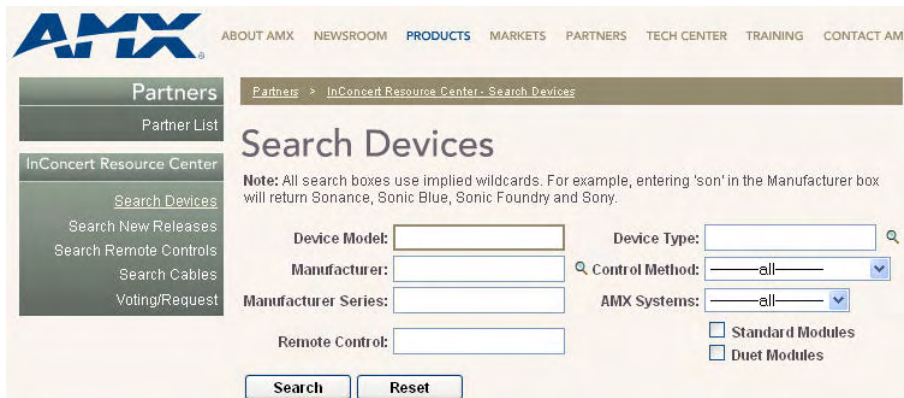 AMX®
ABOUT AMX NEWSROOM PRODUCTS MARKETS PARTNERS TECH CENTER TRAINING CONTACT AM
Partners
Partner List
InConcert Resource Center
Search Devices
Search New Releases
Search Remote Controls
Search Cables
Voting/Request
Partners > InConcert Resource Center - Search Devices
Search Devices
Note: All search boxes use implied wildcards. For example, entering 'son' in the Manufacturer box
will return Sonance, Sonic Blue, Sonic Foundry and Sony.
Device Model: Device Type:
Manufacturer: Control Method: ———all———
Manufacturer Series: AMX Systems: ———all———
Remote Control: Standard Modules
Duet Modules
Search Reset